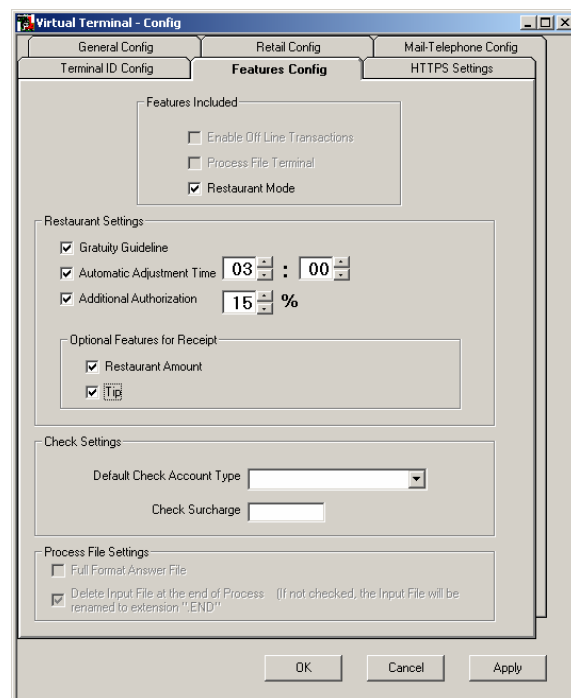 Virtual Terminal - Config
General Config
Retail Config
Mail-Telephone Config
Terminal ID Config
Features Config
HTTPS Settings
Features Included
Enable Off Line Transactions
Process File Terminal
Restaurant Mode
Restaurant Settings
Gratuity Guideline
Automatic Adjustment Time 03 : 00
Additional Authorization 15 %
Optional Features for Receipt
Restaurant Amount
Tip
Check Settings
Default Check Account Type
Check Surcharge
Process File Settings
Full Format Answer File
Delete Input File at the end of Process (If not checked, the Input File will be
renamed to extension ".END"
OK
Cancel
Apply